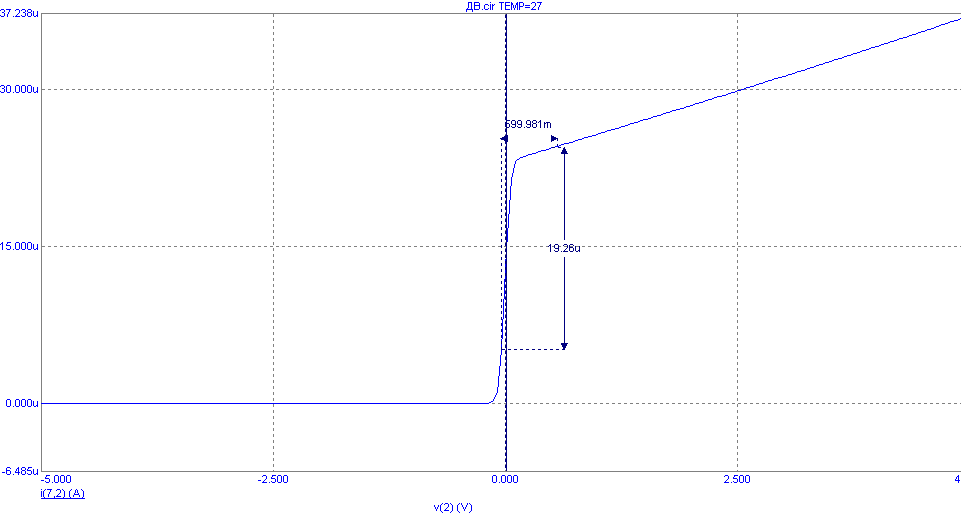 ДВ.cir TEMP=27
37.238u
30.000u
599.981m
19.26u
15.000u
0.000u
-6.485u
-5.000 -2.500 0.000 2.500 4
i(7,2) (A)
v(2) (V)